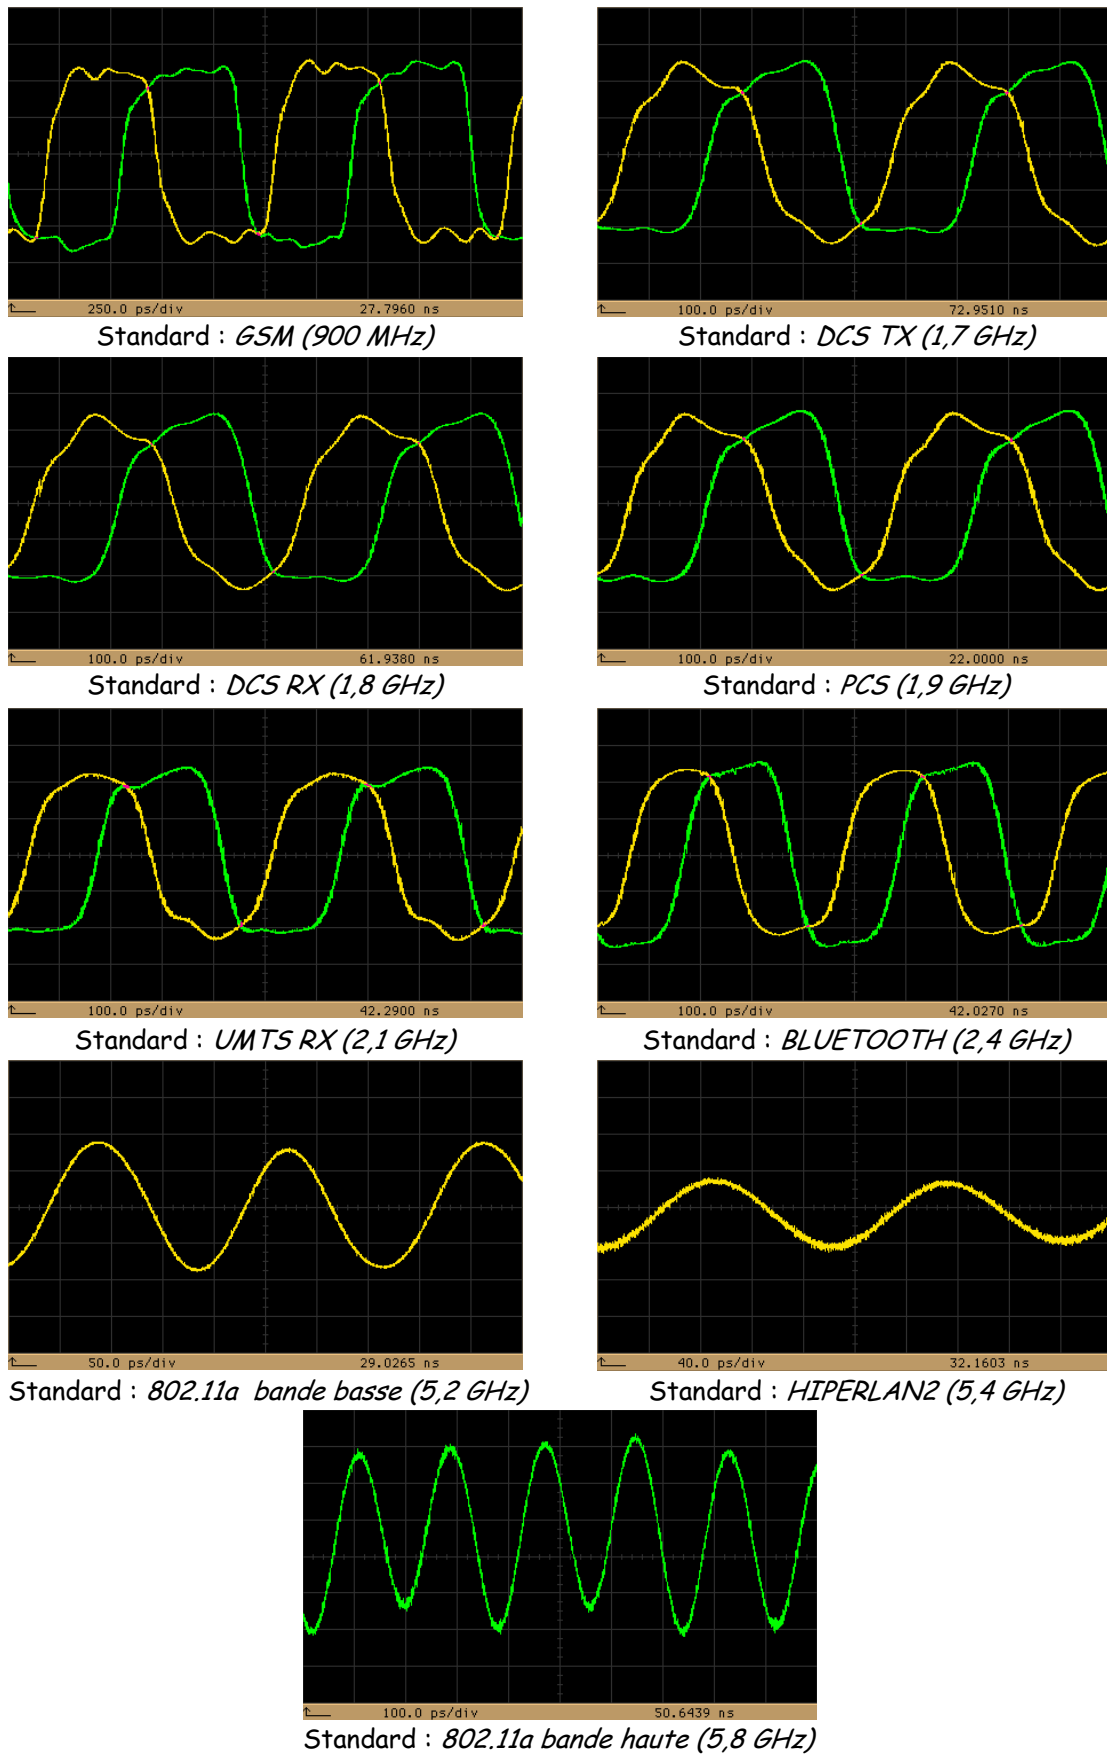 250.0 ps/div 27.7960 ns
100.0 ps/div 72.9510 ns
Standard : GSM (900 MHz)
Standard : DCS TX (1,7 GHz)
100.0 ps/div 61.9380 ns
100.0 ps/div 22.0000 ns
Standard : DCS RX (1,8 GHz)
Standard : PCS (1,9 GHz)
100.0 ps/div 42.2900 ns
100.0 ps/div 42.0270 ns
Standard : UMTS RX (2,1 GHz)
Standard : BLUETOOTH (2,4 GHz)
50.0 ps/div 29.0265 ns
40.0 ps/div 32.1603 ns
Standard : 802.11a bande basse (5,2 GHz)
Standard : HIPERLAN2 (5,4 GHz)
100.0 ps/div 50.6439 ns
Standard : 802.11a bande haute (5,8 GHz)